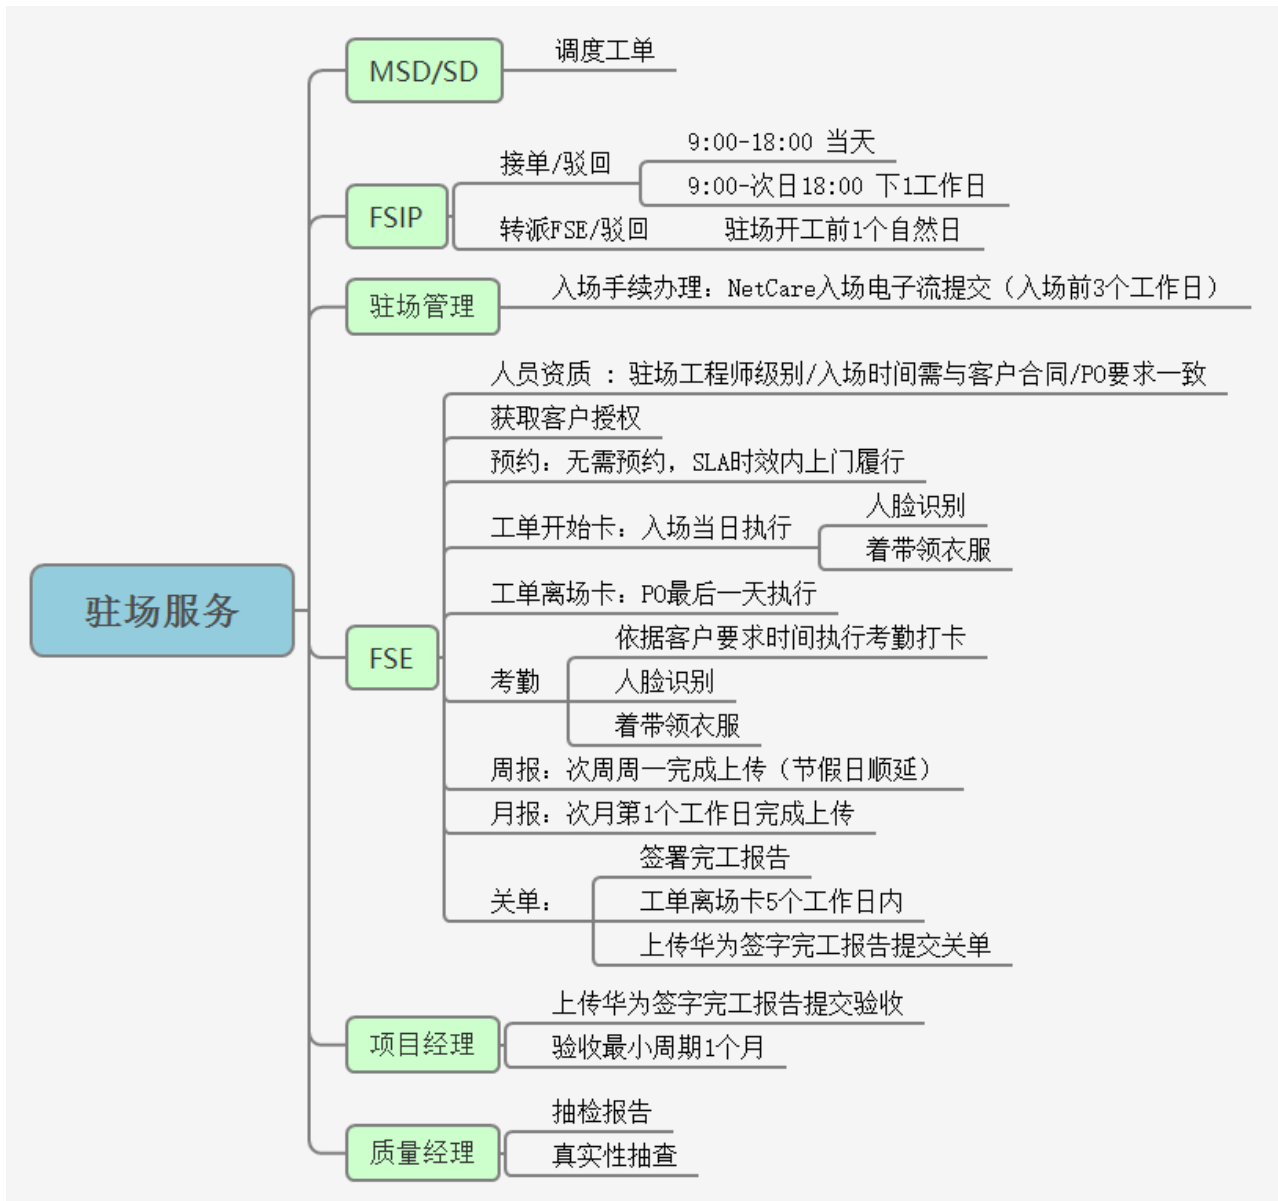 MSD/SD
调度工单
FSIP
接单/驳回
9:00-18:00 当天
9:00-次日18:00 下1工作日
转派FSE/驳回
驻场开工前1个自然日
驻场管理
入场手续办理：NetCare入场电子流提交（入场前3个工作日）
驻场服务
FSE
人员资质 ：驻场工程师级别/入场时间需与客户合同/PO要求一致
获取客户授权
预约：无需预约，SLA时效内上门履行
工单开始卡：入场当日执行
人脸识别
着带领衣服
工单离场卡：PO最后一天执行
考勤
依据客户要求时间执行考勤打卡
人脸识别
着带领衣服
周报：次周周一完成上传（节假日顺延）
月报：次月第1个工作日完成上传
关单：
签署完工报告
工单离场卡5个工作日内
上传华为签字完工报告提交关单
项目经理
上传华为签字完工报告提交验收
验收最小周期1个月
质量经理
抽检报告
真实性抽查